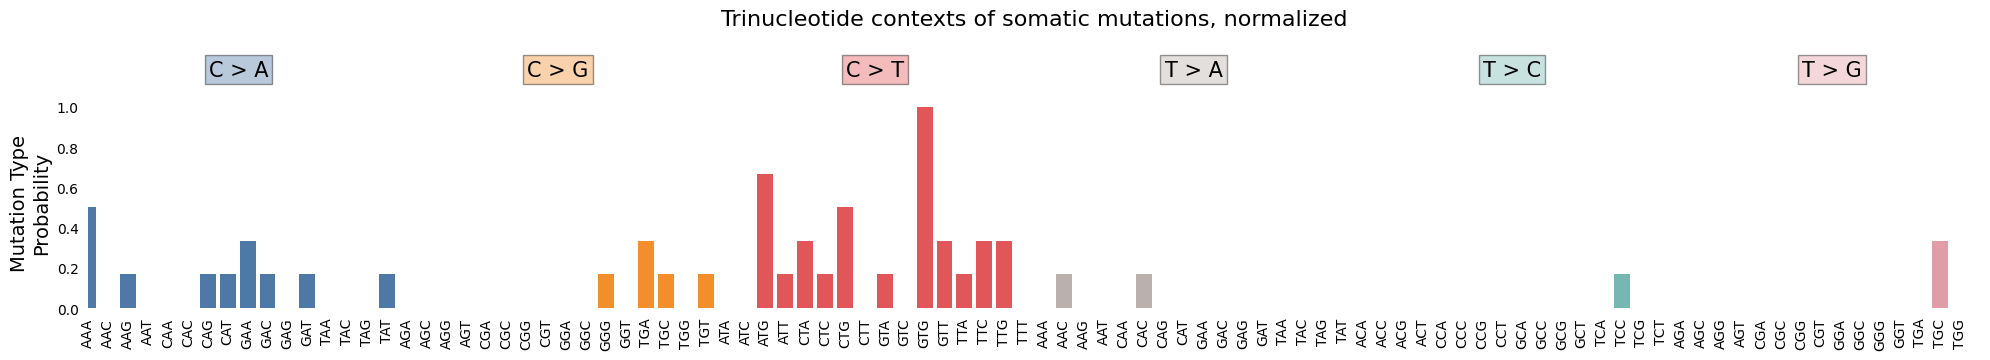 Trinucleotide contexts of somatic mutations, normalized
C > A C > G C > T T > A T > C T > G
Mutation Type
Probability
1.0
0.8
0.6
0.4
0.2
0.0
AAA AAC AAG AAT CAA CAC CAG CAT GAA GAC GAG GAT TAA TAC TAG TAT AGA AGC AGG AGT CGA CGC CGG CGT GGA GGC GGG GGT TGA TGC TGG TGT ATA ATC ATG ATT CTA CTC CTG CTT GTA GTC GTG GTT TTA TTC TTG TTT AAA AAC AAG AAT CAA CAC CAG CAT GAA GAC GAG GAT TAA TAC TAG TAT ACA ACC ACG ACT CCA CCC CCG CCT GCA GCC GCG GCT TCA TCC TCG TCT AGA AGC AGG AGT CGA CGC CGG CGT GGA GGC GGG GGT TGA TGC TGG